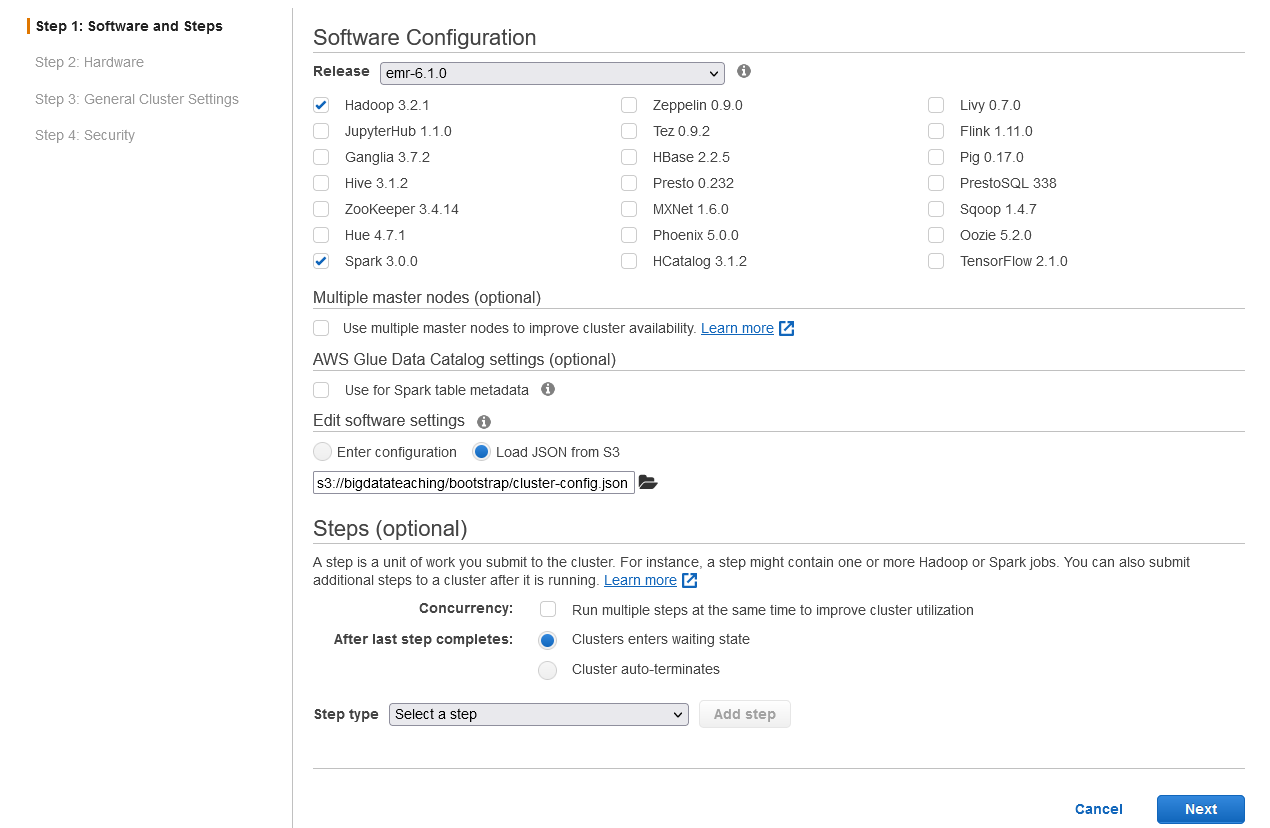 Step 1: Software and Steps
Step 2: Hardware
Step 3: General Cluster Settings
Step 4: Security
Software Configuration
Release emr-6.1.0
Hadoop 3.2.1 Zeppelin 0.9.0 Livy 0.7.0
JupyterHub 1.1.0 Tez 0.9.2 Flink 1.11.0
Ganglia 3.7.2 HBase 2.2.5 Pig 0.17.0
Hive 3.1.2 Presto 0.232 PrestoSQL 338
ZooKeeper 3.4.14 MXNet 1.6.0 Sqoop 1.4.7
Hue 4.7.1 Phoenix 5.0.0 Oozie 5.2.0
Spark 3.0.0 HCatalog 3.1.2 TensorFlow 2.1.0
Multiple master nodes (optional)
Use multiple master nodes to improve cluster availability. Learn more
AWS Glue Data Catalog settings (optional)
Use for Spark table metadata
Edit software settings
Enter configuration Load JSON from S3
s3://bigdatateaching/bootstrap/cluster-config.json
Steps (optional)
A step is a unit of work you submit to the cluster. For instance, a step might contain one or more Hadoop or Spark jobs. You can also submit
additional steps to a cluster after it is running. Learn more
Concurrency: Run multiple steps at the same time to improve cluster utilization
After last step completes: Clusters enters waiting state
Cluster auto-terminates
Step type Select a step Add step
Cancel Next